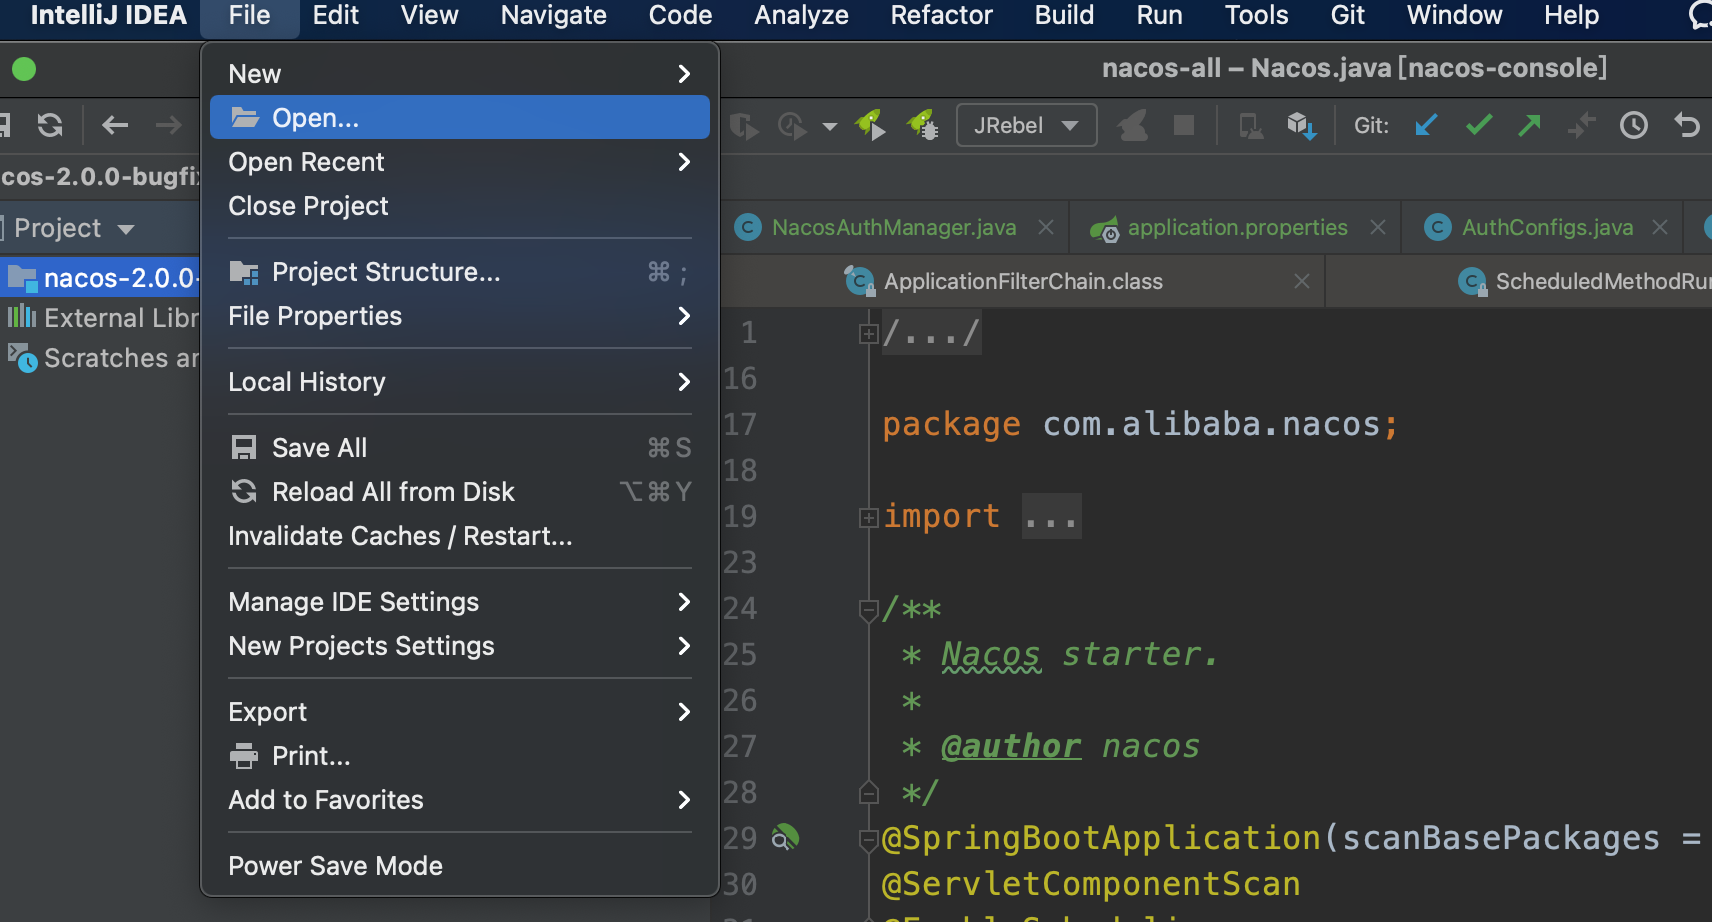 IntelliJ IDEA File Edit View Navigate Code Analyze Refactor Build Run Tools Git Window Help
nacos-all – Nacos.java [nacos-console]
New
Open...
JRebel
Git:
Open Recent
cos-2.0.0-bugfix
Close Project
Project
NacosAuthManager.java
application.properties
AuthConfigs.java
nacos-2.0.0-
Project Structure... ⌘ ;
ApplicationFilterChain.class
ScheduledMethodRun
External Libr
File Properties
1 /.../
Scratches ar
Local History
16
17 package com.alibaba.nacos;
Save All ⌘ S
18
Reload All from Disk ⌥ ⌘ Y
19 import ...
Invalidate Caches / Restart...
23
Manage IDE Settings
24 /**
New Projects Settings
25 * Nacos starter.
26 *
Export
27 * @author nacos
Print...
28 */
Add to Favorites
29 @SpringBootApplication(scanBasePackages =
Power Save Mode
30 @ServletComponentScan